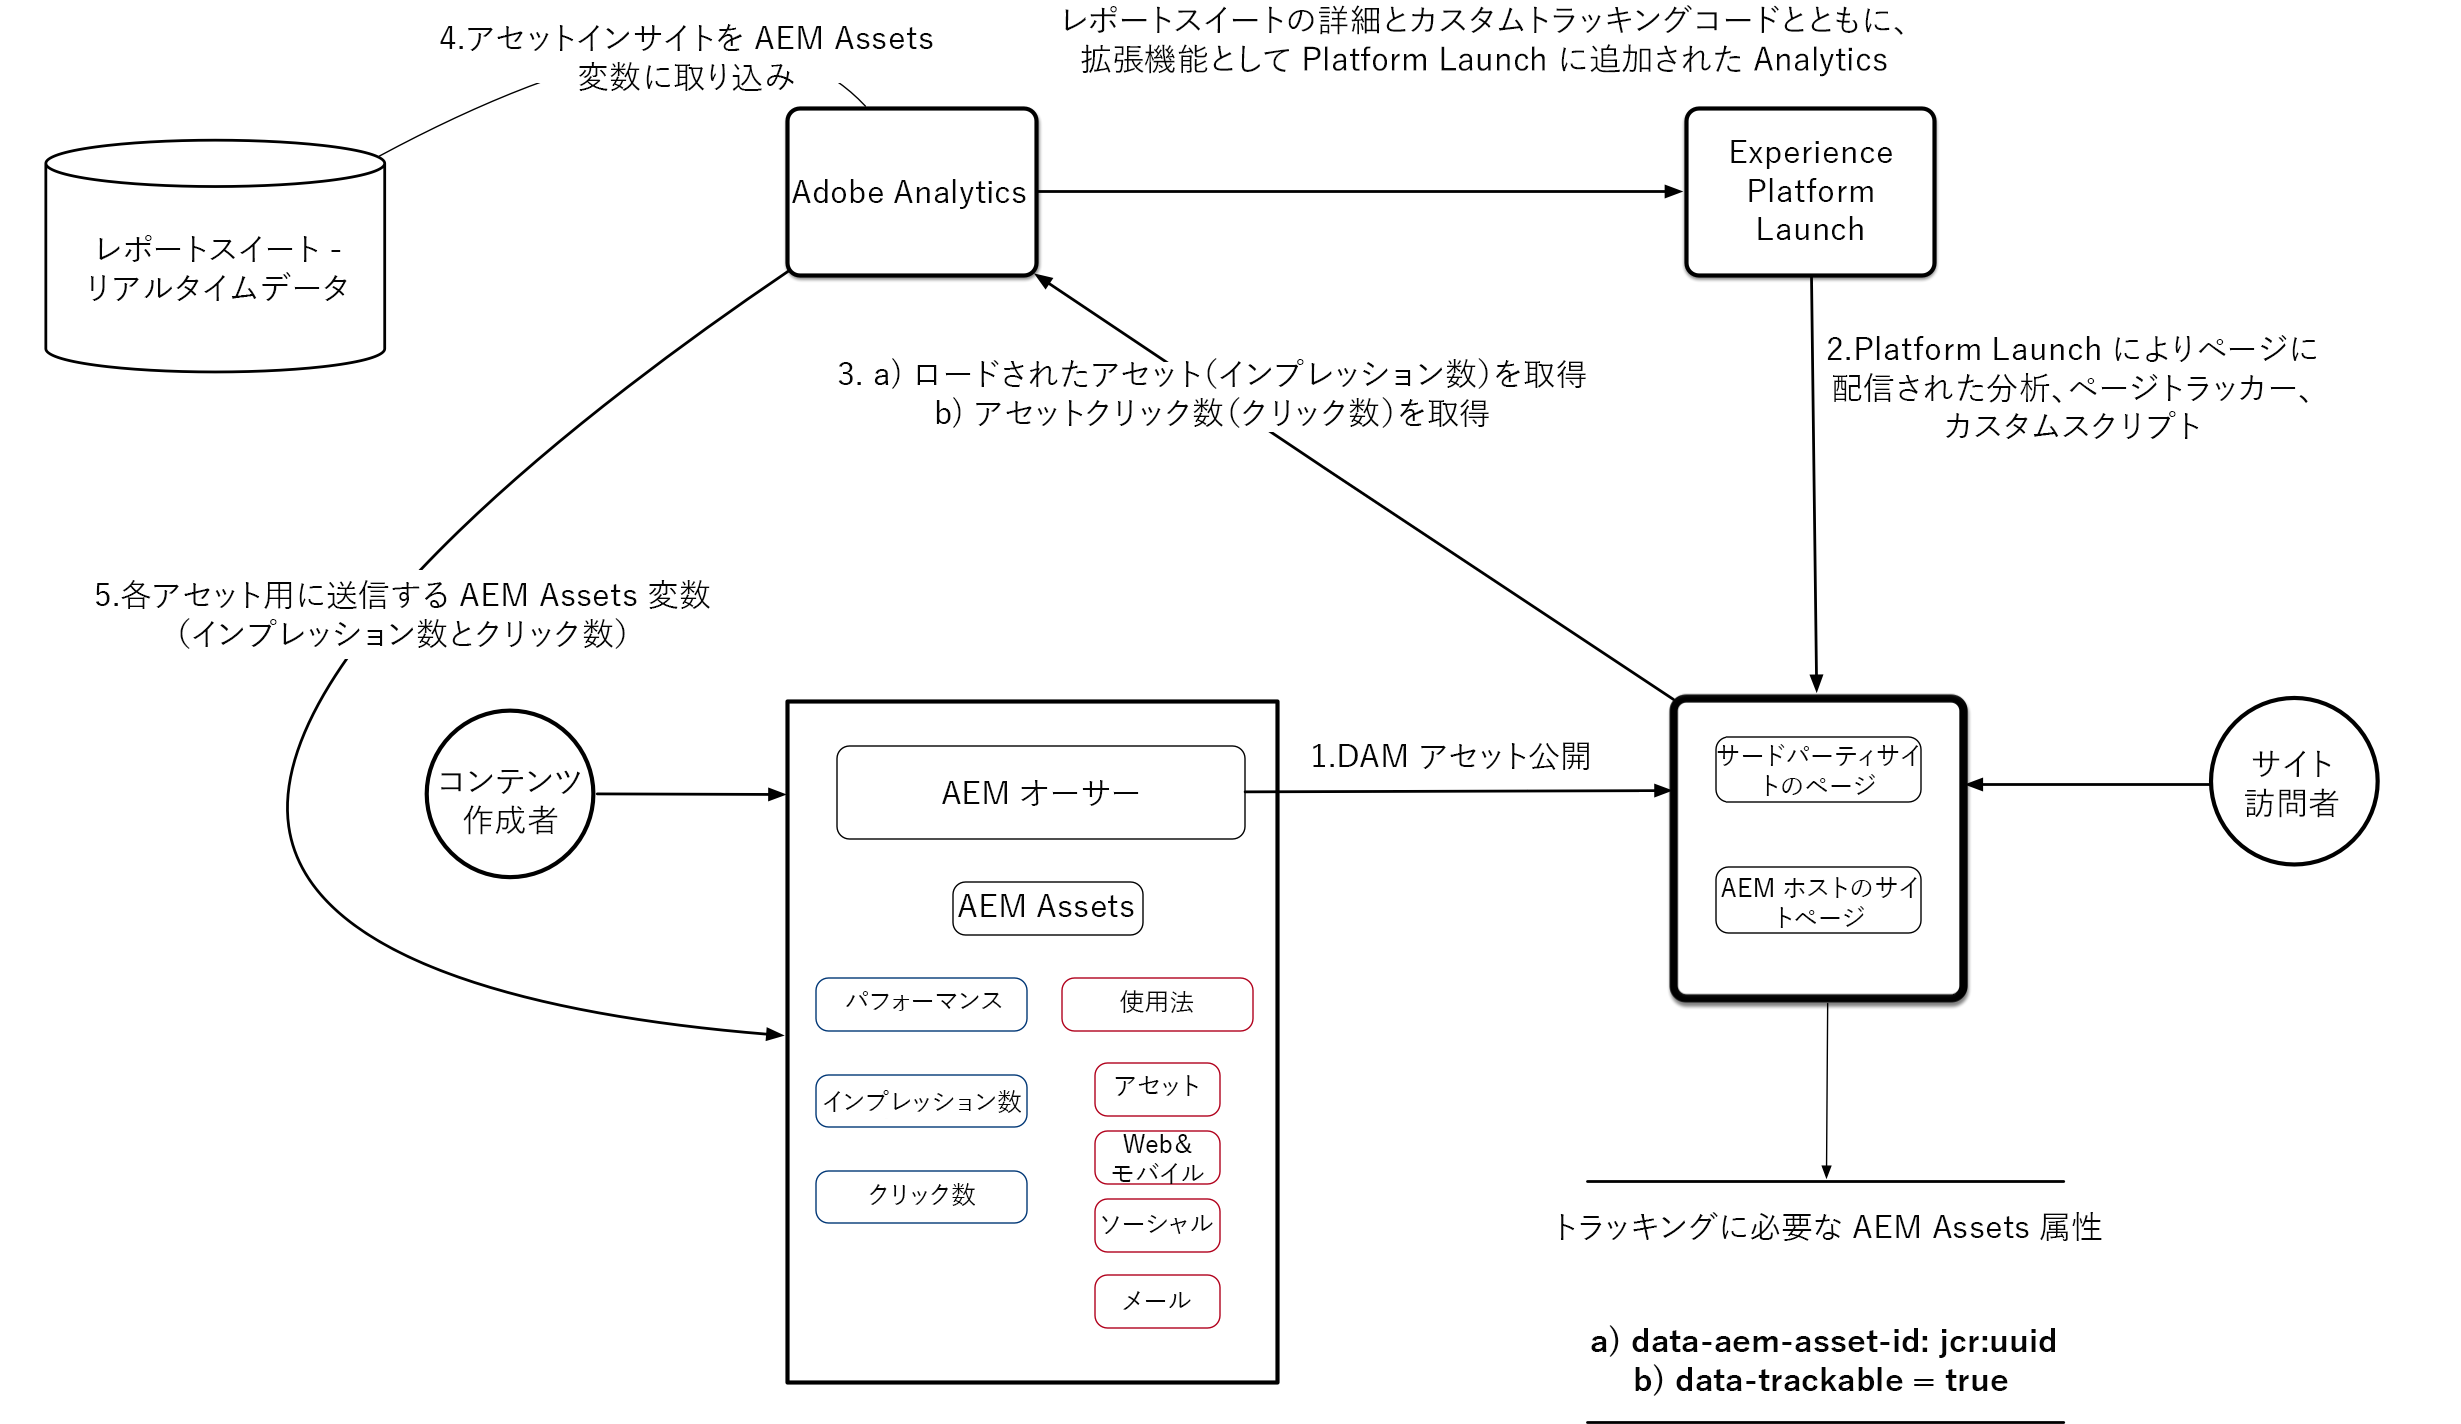 4.アセットインサイトを AEM Assets
変数に取り込み
レポートスイートの詳細とカスタムトラッキングコードとともに、
拡張機能として Platform Launch に追加された Analytics
レポートスイート -
リアルタイムデータ
Adobe Analytics
Experience
Platform
Launch
3. a) ロードされたアセット(インプレッション数)を取得
b) アセットクリック数(クリック数)を取得
2.Platform Launch によりページに
配信された分析、ページトラッカー、
カスタムスクリプト
5.各アセット用に送信する AEM Assets 変数
(インプレッション数とクリック数)
コンテンツ
作成者
AEM オーサー
1.DAM アセット公開
サードパーティサイ
トのページ
サイト
訪問者
AEM ホストのサイ
トページ
AEM Assets
パフォーマンス
使用法
インプレッション数
アセット
Web&
モバイル
クリック数
ソーシャル
メール
トラッキングに必要な AEM Assets 属性
a) data-aem-asset-id: jcr:uuid
b) data-trackable = true